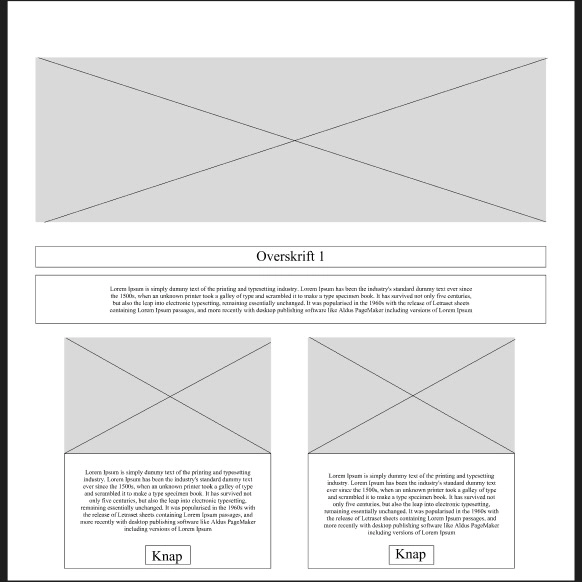 Overskrift 1
Lorem Ipsum is simply dummy text of the printing and typesetting industry. Lorem Ipsum has been the industry's standard dummy text ever since
the 1500s, when an unknown printer took a galley of type and scrambled it to make a type specimen book. It has survived not only five centuries,
but also the leap into electronic typesetting, remaining essentially unchanged. It was popularised in the 1960s with the release of Letraset sheets
containing Lorem Ipsum passages, and more recently with desktop publishing software like Aldus PageMaker including versions of Lorem Ipsum
Lorem Ipsum is simply dummy text of the printing and typesetting
industry. Lorem Ipsum has been the industry's standard dummy text
ever since the 1500s, when an unknown printer took a galley of type
and scrambled it to make a type specimen book. It has survived not
only five centuries, but also the leap into electronic typesetting,
remaining essentially unchanged. It was popularised in the 1960s with
the release of Letraset sheets containing Lorem Ipsum passages, and
more recently with desktop publishing software like Aldus PageMaker
including versions of Lorem Ipsum
Knap
Lorem Ipsum is simply dummy text of the printing and typesetting
industry. Lorem Ipsum has been the industry's standard dummy text
ever since the 1500s, when an unknown printer took a galley of type
and scrambled it to make a type specimen book. It has survived not
only five centuries, but also the leap into electronic typesetting,
remaining essentially unchanged. It was popularised in the 1960s with
the release of Letraset sheets containing Lorem Ipsum passages, and
more recently with desktop publishing software like Aldus PageMaker
including versions of Lorem Ipsum
Knap